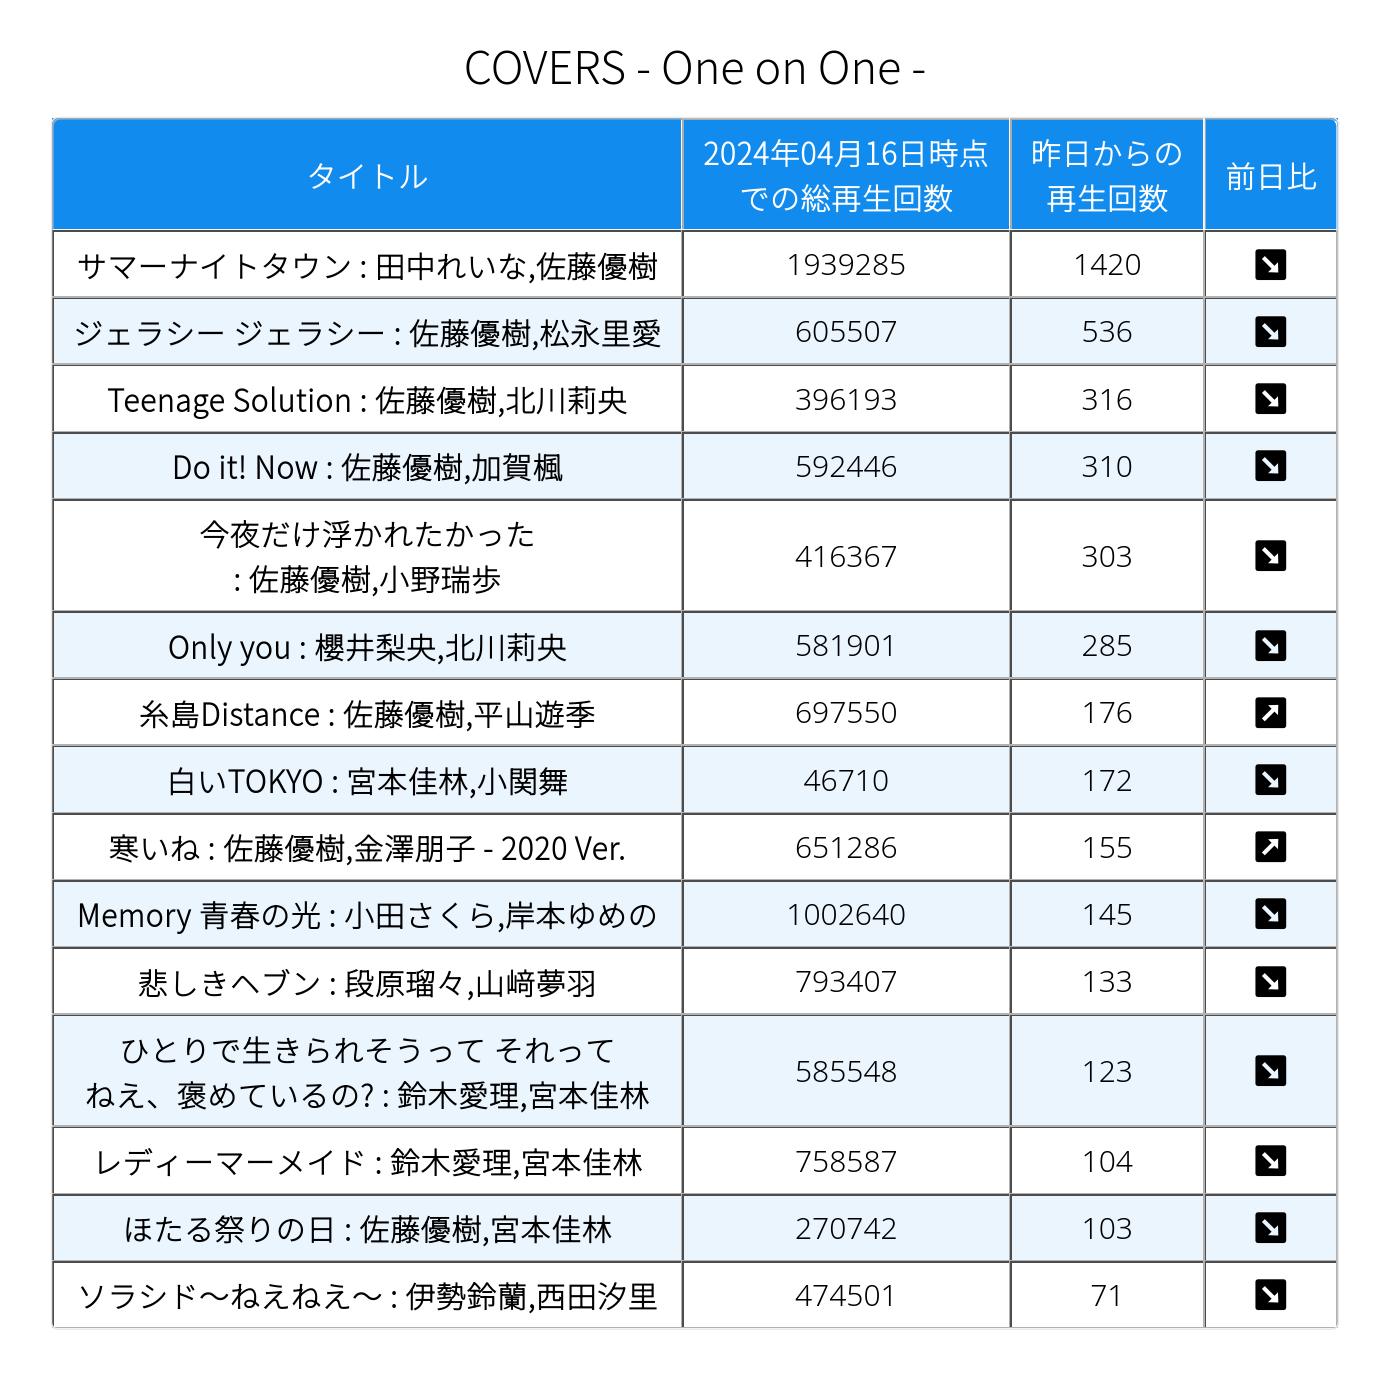 COVERS - One on One -
タイトル
2024年04月16日時点
での総再生回数
昨日からの
再生回数
前日比
サマーナイトタウン : 田中れいな,佐藤優樹 1939285 1420
ジェラシー ジェラシー : 佐藤優樹,松永里愛 605507 536
Teenage Solution : 佐藤優樹,北川莉央 396193 316
Do it! Now : 佐藤優樹,加賀楓 592446 310
今夜だけ浮かれたかった
: 佐藤優樹,小野瑞歩 416367 303
Only you : 櫻井梨央,北川莉央 581901 285
糸島Distance : 佐藤優樹,平山遊季 697550 176
白いTOKYO : 宮本佳林,小関舞 46710 172
寒いね : 佐藤優樹,金澤朋子 - 2020 Ver. 651286 155
Memory 青春の光 : 小田さくら,岸本ゆめの 1002640 145
悲しきヘブン : 段原瑠々,山﨑夢羽 793407 133
ひとりで生きられそうって それって
ねえ、褒めているの? : 鈴木愛理,宮本佳林 585548 123
レディーマーメイド : 鈴木愛理,宮本佳林 758587 104
ほたる祭りの日 : 佐藤優樹,宮本佳林 270742 103
ソラシド〜ねえねえ〜 : 伊勢鈴蘭,西田汐里 474501 71